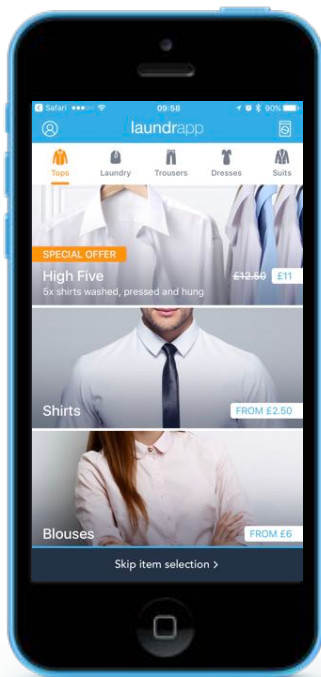 Safari 09:58 90%
laundrapp
Tops Laundry Trousers Dresses Suits
SPECIAL OFFER
High Five £12.50 £11
5x shirts washed, pressed and hung
Shirts FROM £2.50
Blouses FROM £6
Skip item selection >